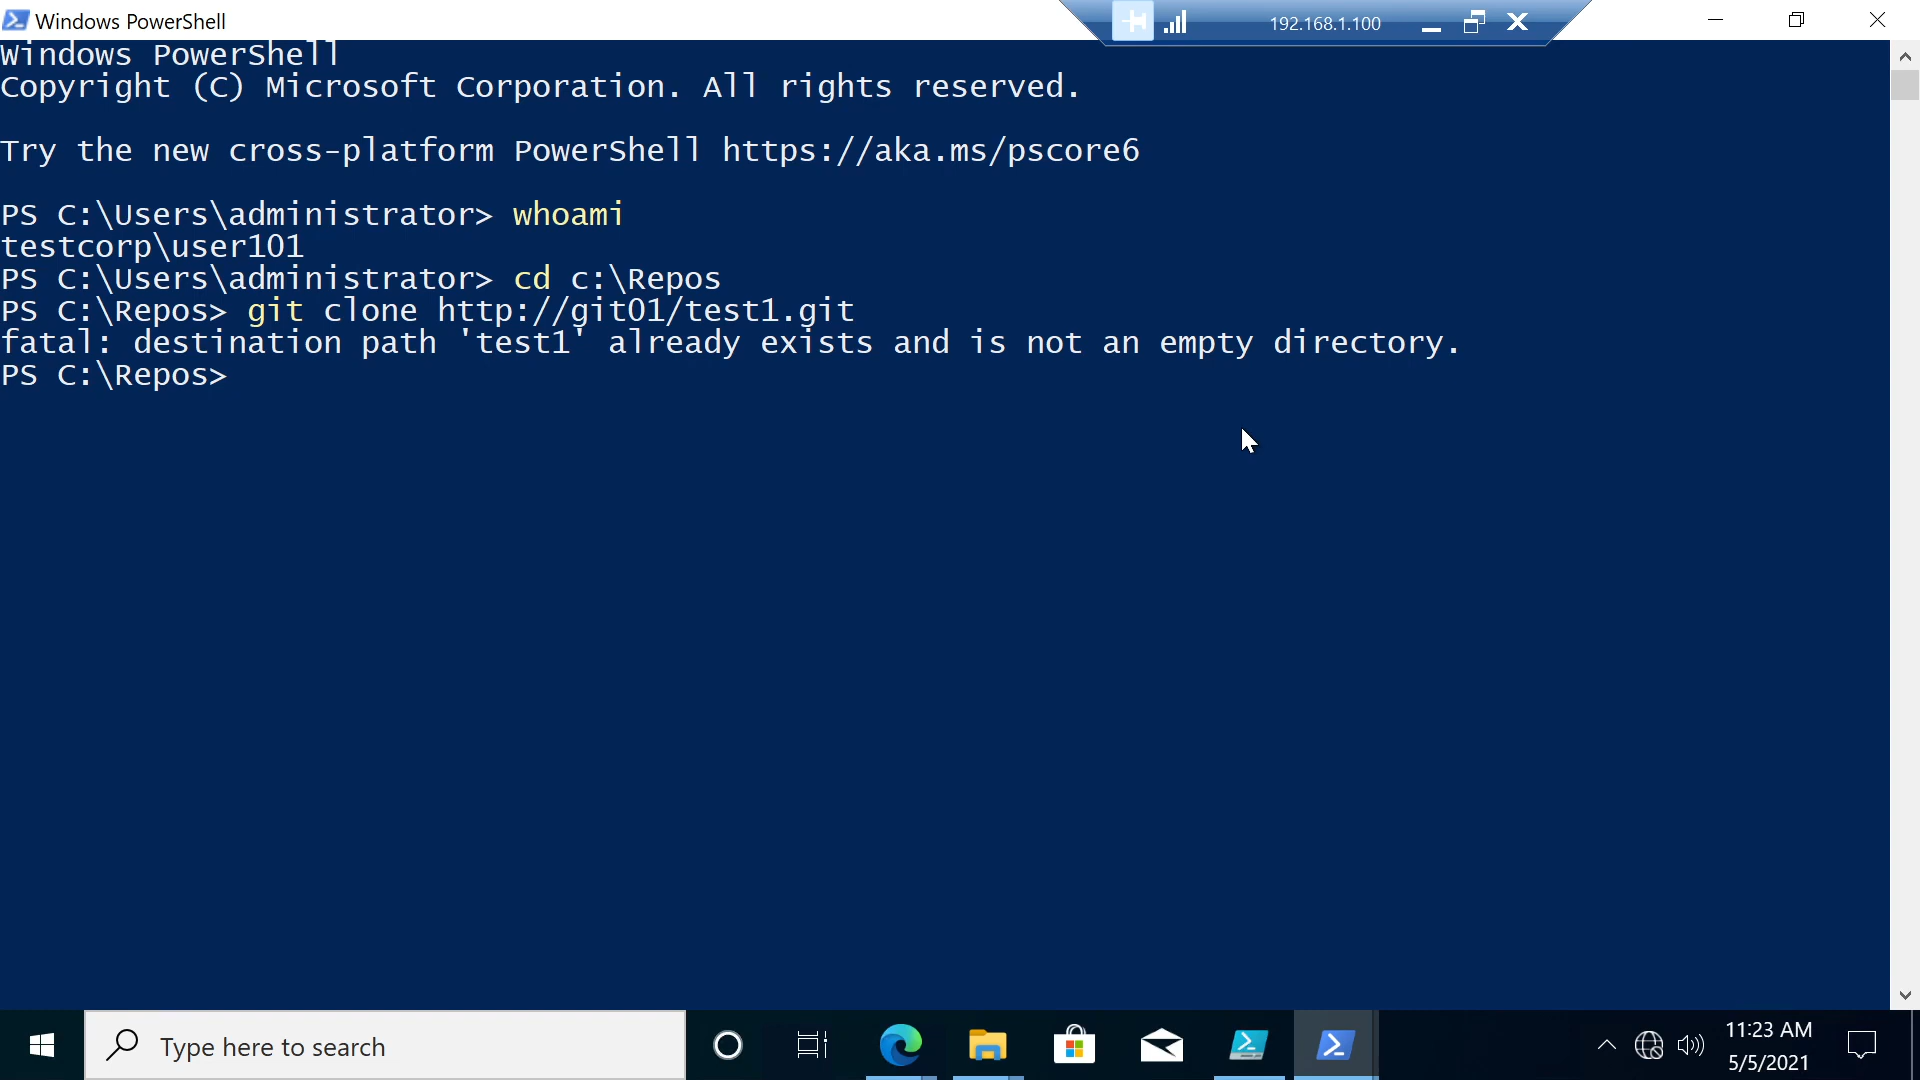 Windows PowerShell
192.168.1.100
Windows PowerShell
Copyright (C) Microsoft Corporation. All rights reserved.
Try the new cross-platform PowerShell https://aka.ms/pscore6
PS C:\Users\administrator> whoami
testcorp\user101
PS C:\Users\administrator> cd c:\Repos
PS C:\Repos> git clone http://git01/test1.git
fatal: destination path 'test1' already exists and is not an empty directory.
PS C:\Repos>
Type here to search
11:23 AM
5/5/2021